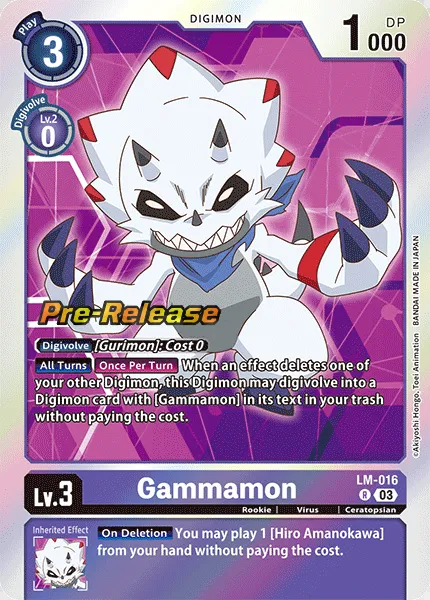 Play
3
DIGIMON
1000
DP
Digivolve
Lv.2
0
Pre-Release
Digivolve [Gurimon]: Cost 0
All Turns Once Per Turn When an effect deletes one of
your other Digimon, this Digimon may digivolve into a
Digimon card with [Gammamon] in its text in your trash
without paying the cost.
©Akiyoshi Hongo, Toei Animation BANDAI MADE IN JAPAN
Lv.3
Gammamon
LM-016
R 03
Rookie | Virus | Ceratopsian
Inherited Effect
On Deletion You may play 1 [Hiro Amanokawa]
from your hand without paying the cost.